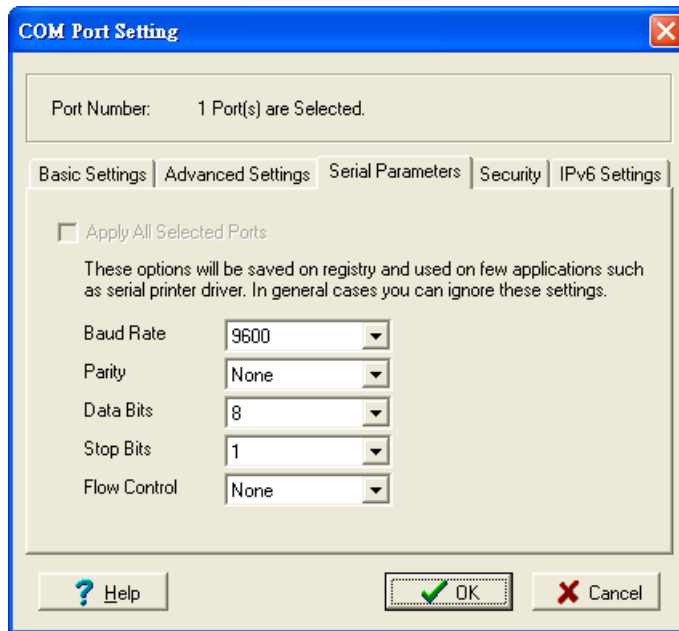 COM Port Setting
Port Number: 1 Port(s) are Selected.
Basic Settings Advanced Settings Serial Parameters Security IPv6 Settings
Apply All Selected Ports
These options will be saved on registry and used on few applications such
as serial printer driver. In general cases you can ignore these settings.
Baud Rate 9600
Parity None
Data Bits 8
Stop Bits 1
Flow Control None
? Help OK Cancel